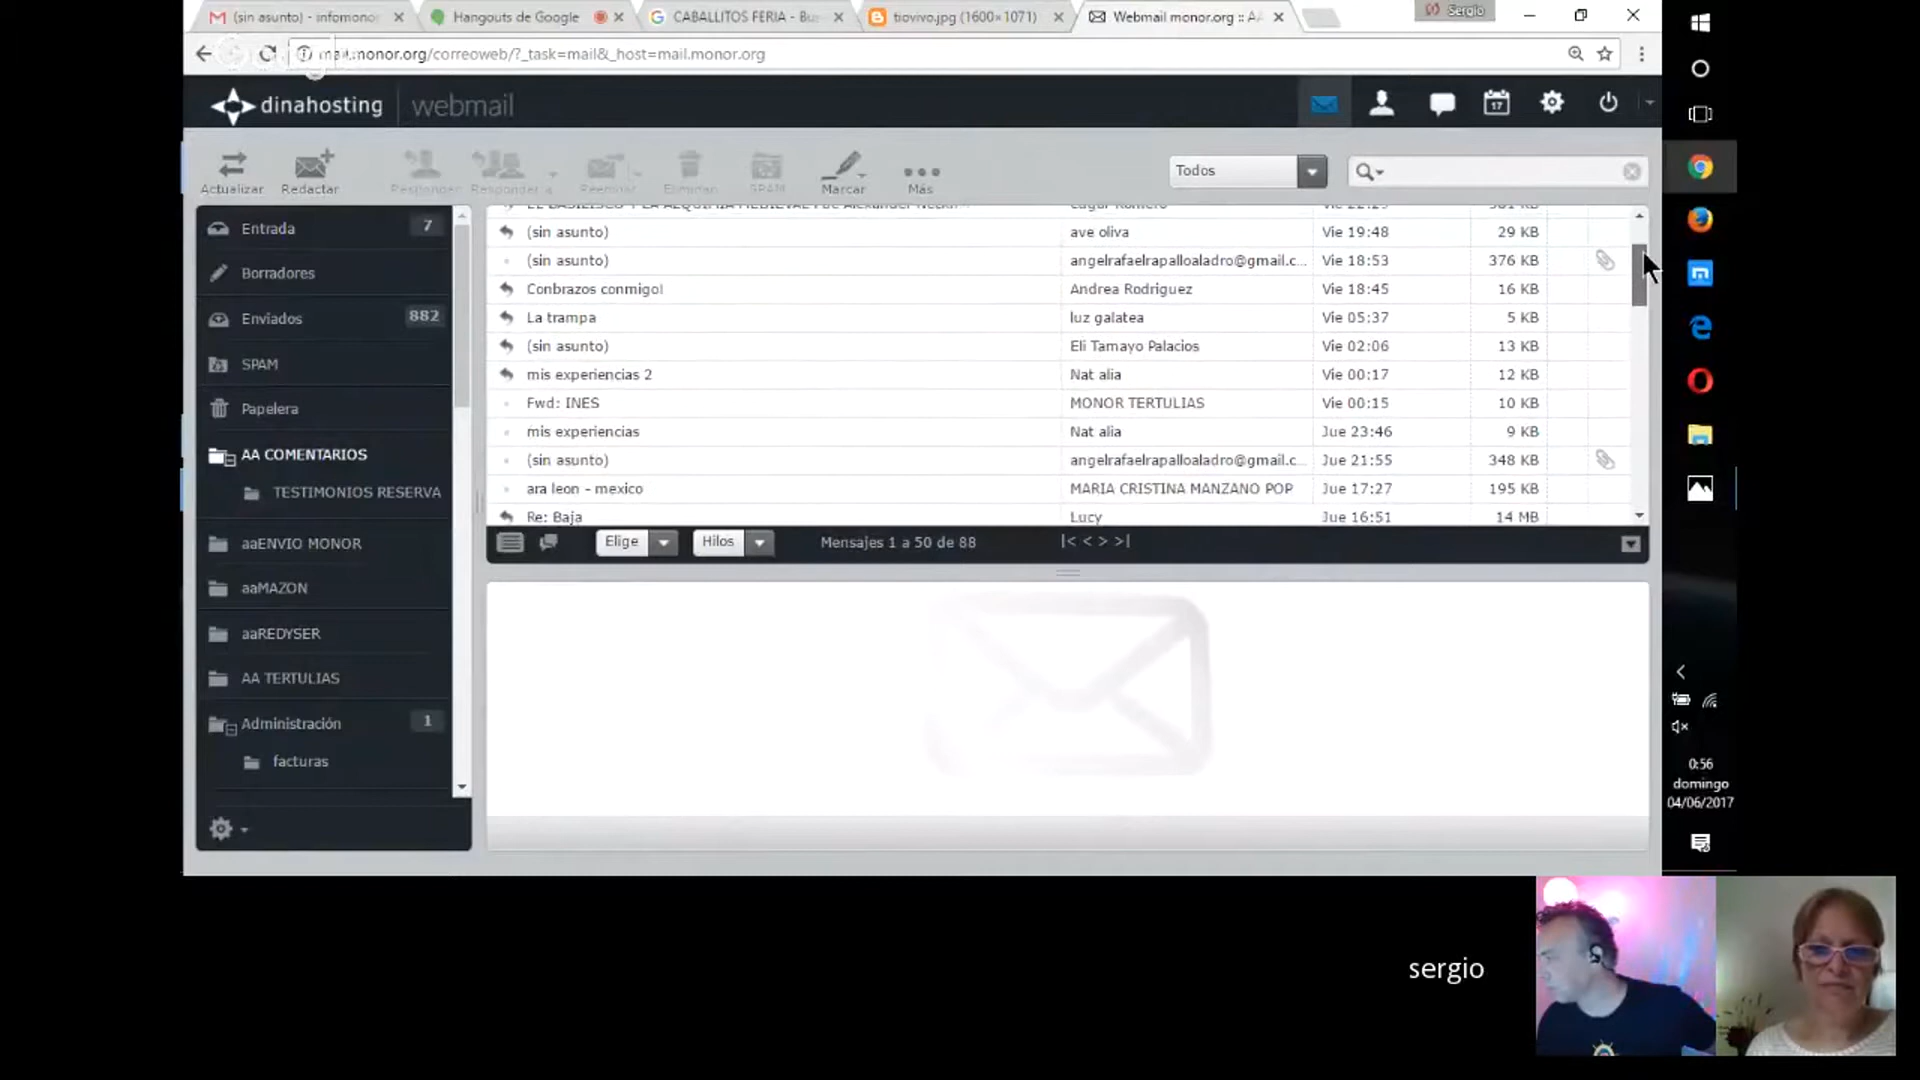 (sin asunto) - infomonor
Hangouts de Google
CABALLITOS FERIA - Bus
tiovivo.jpg (1600×1071)
Webmail monor.org :: AA
Sergio
mail.monor.org/correoweb/?_task=mail&_host=mail.monor.org
dinahosting
webmail
17
Actualizar
Redactar
Responder
Responder a
Reenviar
Eliminar
SPAM
Marcar
Más
Todos
Entrada 7
Borradores
Enviados 882
SPAM
Papelera
AA COMENTARIOS
TESTIMONIOS RESERVA
aaENVIO MONOR
aaMAZON
aaREDYSER
AA TERTULIAS
Administración 1
facturas
(sin asunto) ave oliva Vie 19:48 29 KB
(sin asunto) angelrafaelrapalloaladro@gmail.c... Vie 18:53 376 KB
Conbrazos conmigo! Andrea Rodriguez Vie 18:45 16 KB
La trampa luz galatea Vie 05:37 5 KB
(sin asunto) Eli Tamayo Palacios Vie 02:06 13 KB
mis experiencias 2 Nat alia Vie 00:17 12 KB
Fwd: INES MONOR TERTULIAS Vie 00:15 10 KB
mis experiencias Nat alia Jue 23:46 9 KB
(sin asunto) angelrafaelrapalloaladro@gmail.c... Jue 21:55 348 KB
ara leon - mexico MARIA CRISTINA MANZANO POP Jue 17:27 195 KB
Re: Baja Lucy Jue 16:51 14 MB
Elige
Hilos
Mensajes 1 a 50 de 88
|< < > >|
0:56
domingo
04/06/2017
sergio